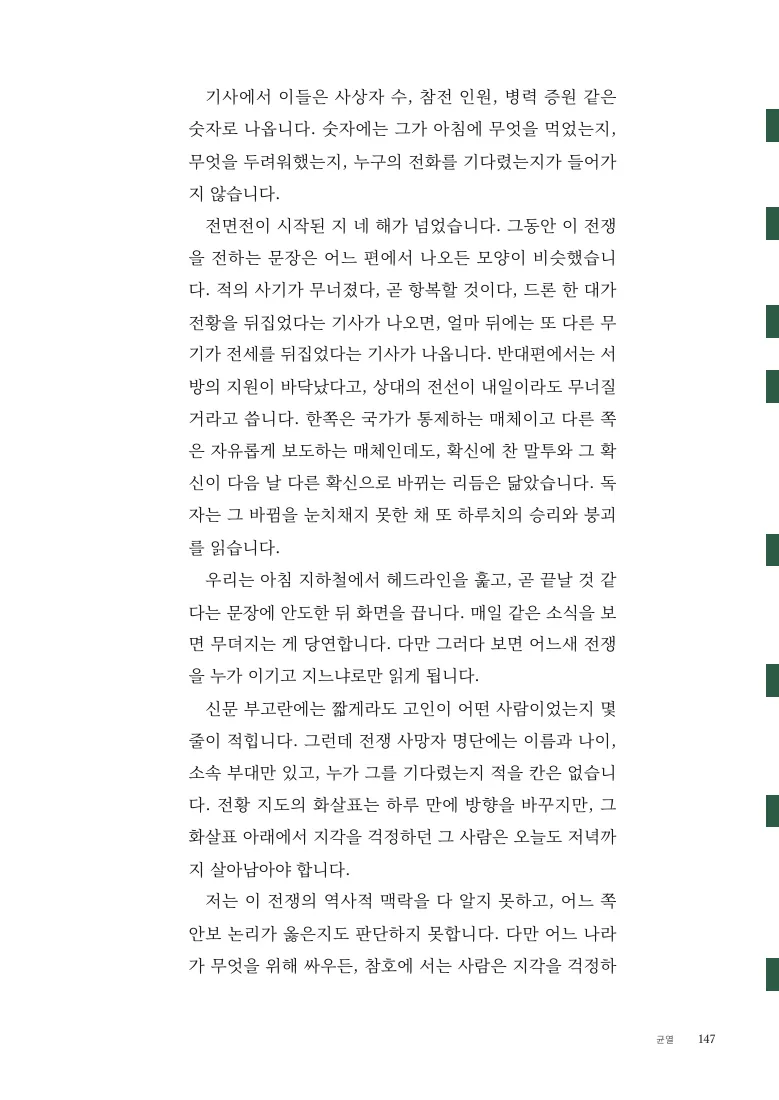 기사에서 이들은 사상자 수, 참전 인원, 병력 증원 같은
숫자로 나옵니다. 숫자에는 그가 아침에 무엇을 먹었는지,
무엇을 두려워했는지, 누구의 전화를 기다렸는지가 들어가
지 않습니다.
전면전이 시작된 지 네 해가 넘었습니다. 그동안 이 전쟁
을 전하는 문장은 어느 편에서 나오든 모양이 비슷했습니
다. 적의 사기가 무너졌다, 곧 항복할 것이다, 드론 한 대가
전황을 뒤집었다는 기사가 나오면, 얼마 뒤에는 또 다른 무
기가 전세를 뒤집었다는 기사가 나옵니다. 반대편에서는 서
방의 지원이 바닥났다고, 상대의 전선이 내일이라도 무너질
거라고 씁니다. 한쪽은 국가가 통제하는 매체이고 다른 쪽
은 자유롭게 보도하는 매체인데도, 확신에 찬 말투와 그 확
신이 다음 날 다른 확신으로 바뀌는 리듬은 닮았습니다. 독
자는 그 바뀜을 눈치채지 못한 채 또 하루치의 승리와 붕괴
를 읽습니다.
우리는 아침 지하철에서 헤드라인을 훑고, 곧 끝날 것 같
다는 문장에 안도한 뒤 화면을 끕니다. 매일 같은 소식을 보
면 무뎌지는 게 당연합니다. 다만 그러다 보면 어느새 전쟁
을 누가 이기고 지느냐로만 읽게 됩니다.
신문 부고란에는 짧게라도 고인이 어떤 사람이었는지 몇
줄이 적힙니다. 그런데 전쟁 사망자 명단에는 이름과 나이,
소속 부대만 있고, 누가 그를 기다렸는지 적을 칸은 없습니
다. 전황 지도의 화살표는 하루 만에 방향을 바꾸지만, 그
화살표 아래에서 지각을 걱정하던 그 사람은 오늘도 저녁까
지 살아남아야 합니다.
저는 이 전쟁의 역사적 맥락을 다 알지 못하고, 어느 쪽
안보 논리가 옳은지도 판단하지 못합니다. 다만 어느 나라
가 무엇을 위해 싸우든, 참호에 서는 사람은 지각을 걱정하
균열 147